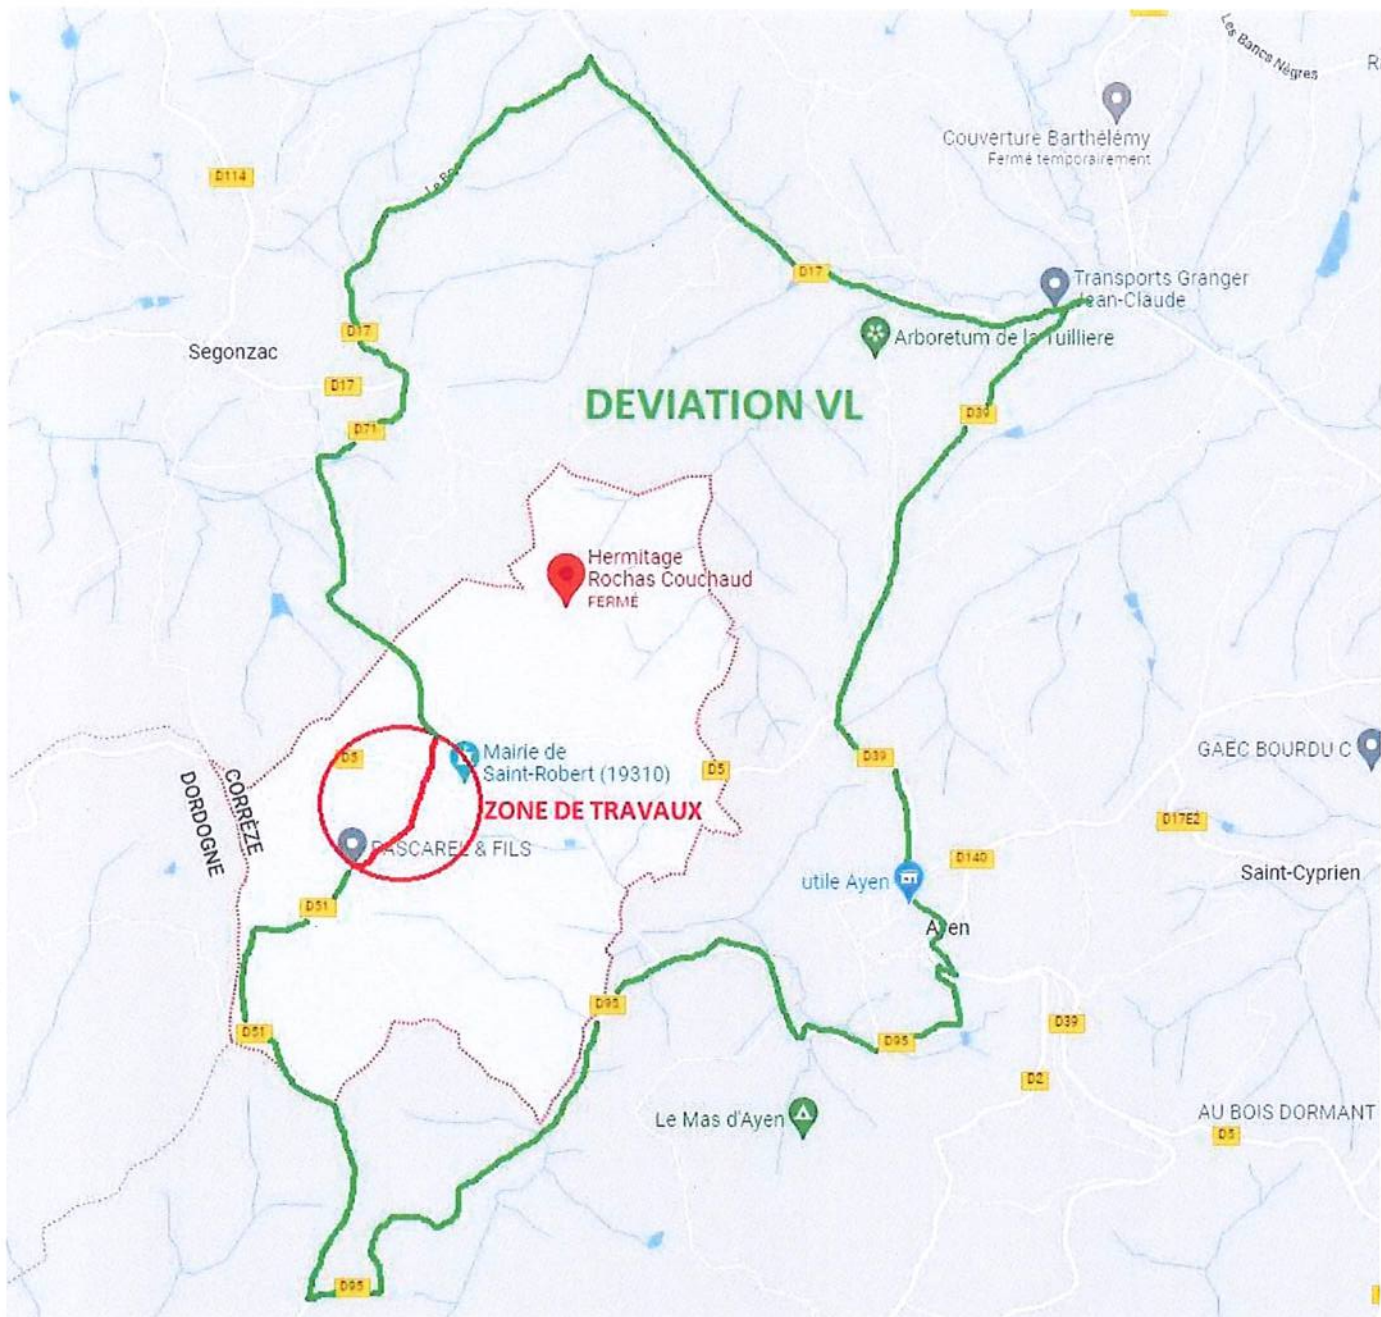 Les Bancs Nègres
R
Couverture Barthélémy
Fermé temporairement
D114
D17
Transports Granger
Jean-Claude
Arboretum de la Tuilliere
D17
Segonzac
D17
DEVIATION VL
D39
D71
Hermitage
Rochas Couchaud
FERMÉ
D5
Mairie de
Saint-Robert (19310)
D5
D39
GAEC BOURDU C
CORRÈZE
DORDOGNE
ZONE DE TRAVAUX
D17E2
PASCAREL & FILS
D140
Saint-Cyprien
utile Ayen
D51
Ayen
D95
D51
D95
D39
D2
Le Mas d'Ayen
AU BOIS DORMANT
D5
D95